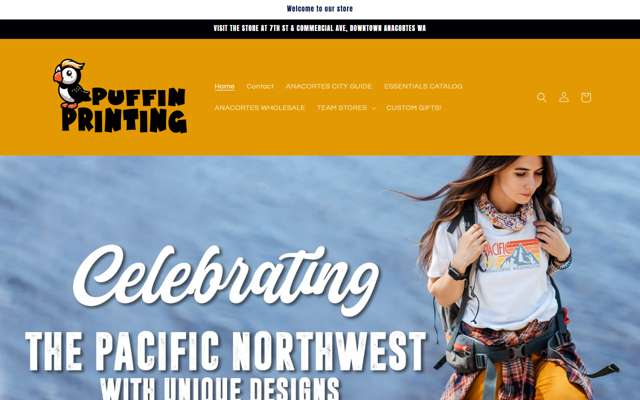 Welcome to our store
VISIT THE STORE AT 7TH ST & COMMERCIAL AVE, DOWNTOWN ANACORTES WA
PUFFIN
PRINTING
Home Contact ANACORTES CITY GUIDE ESSENTIALS CATALOG
ANACORTES WHOLESALE TEAM STORES CUSTOM GIFTS!
Celebrating
THE PACIFIC NORTHWEST
WITH UNIQUE DESIGNS
PACIFIC